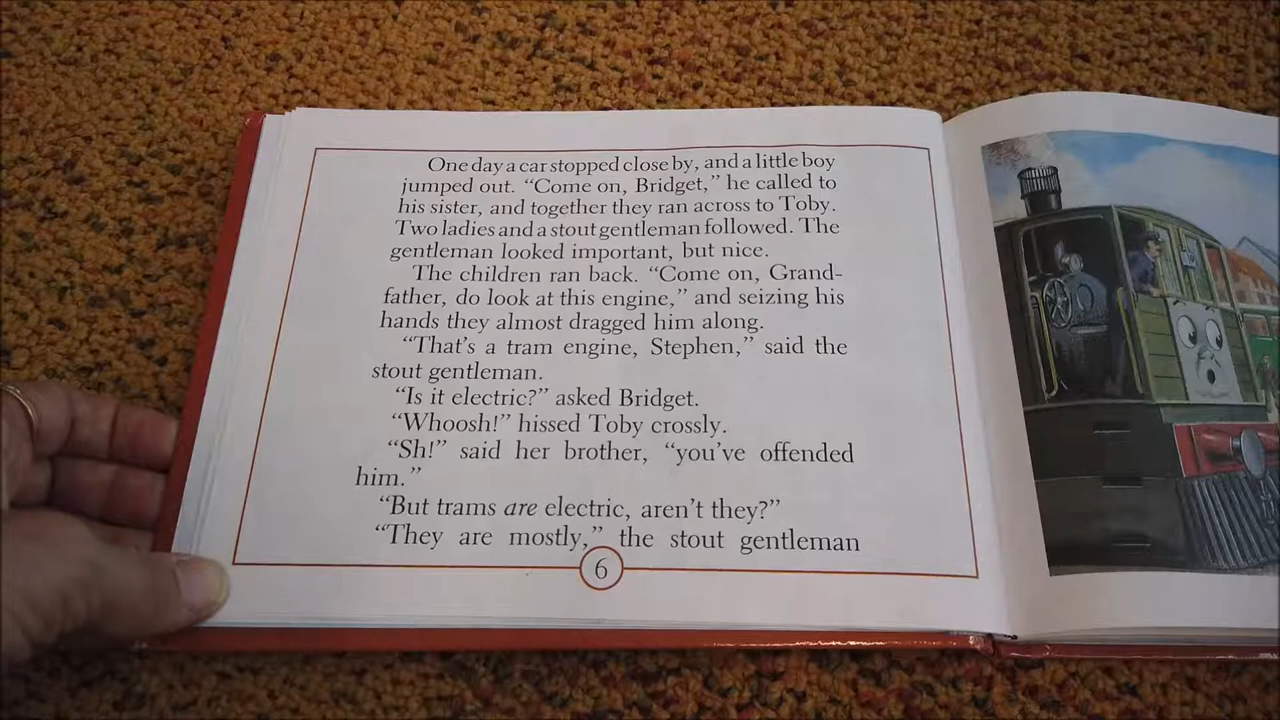 One day a car stopped close by, and a little boy
jumped out. “Come on, Bridget,” he called to
his sister, and together they ran across to Toby.
Two ladies and a stout gentleman followed. The
gentleman looked important, but nice.
The children ran back. “Come on, Grand-
father, do look at this engine,” and seizing his
hands they almost dragged him along.
“That’s a tram engine, Stephen,” said the
stout gentleman.
“Is it electric?” asked Bridget.
“Whoosh!” hissed Toby crossly.
“Sh!” said her brother, “you’ve offended
him.”
“But trams are electric, aren’t they?”
“They are mostly,” the stout gentleman
6